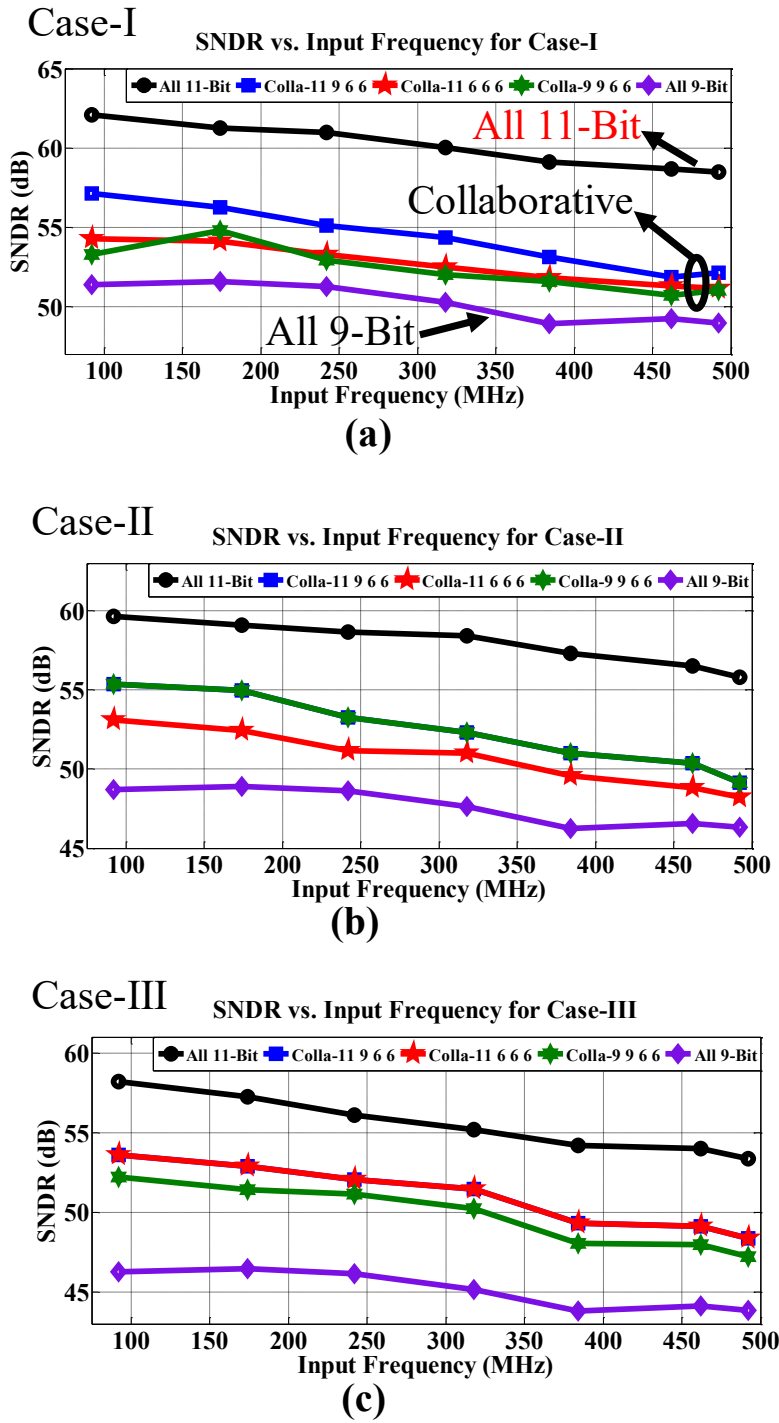 Case-I
SNDR vs. Input Frequency for Case-I
65
All 11-Bit Colla-11 9 6 6 Colla-11 6 6 6 Colla-9 9 6 6 All 9-Bit
All 11-Bit
60
Collaborative
55
50
All 9-Bit
SNDR (dB)
100 150 200 250 300 350 400 450 500
Input Frequency (MHz)
(a)
Case-II
SNDR vs. Input Frequency for Case-II
All 11-Bit Colla-11 9 6 6 Colla-11 6 6 6 Colla-9 9 6 6 All 9-Bit
60
55
50
45
SNDR (dB)
100 150 200 250 300 350 400 450 500
Input Frequency (MHz)
(b)
Case-III
SNDR vs. Input Frequency for Case-III
60
All 11-Bit Colla-11 9 6 6 Colla-11 6 6 6 Colla-9 9 6 6 All 9-Bit
55
50
45
SNDR (dB)
100 150 200 250 300 350 400 450 500
Input Frequency (MHz)
(c)